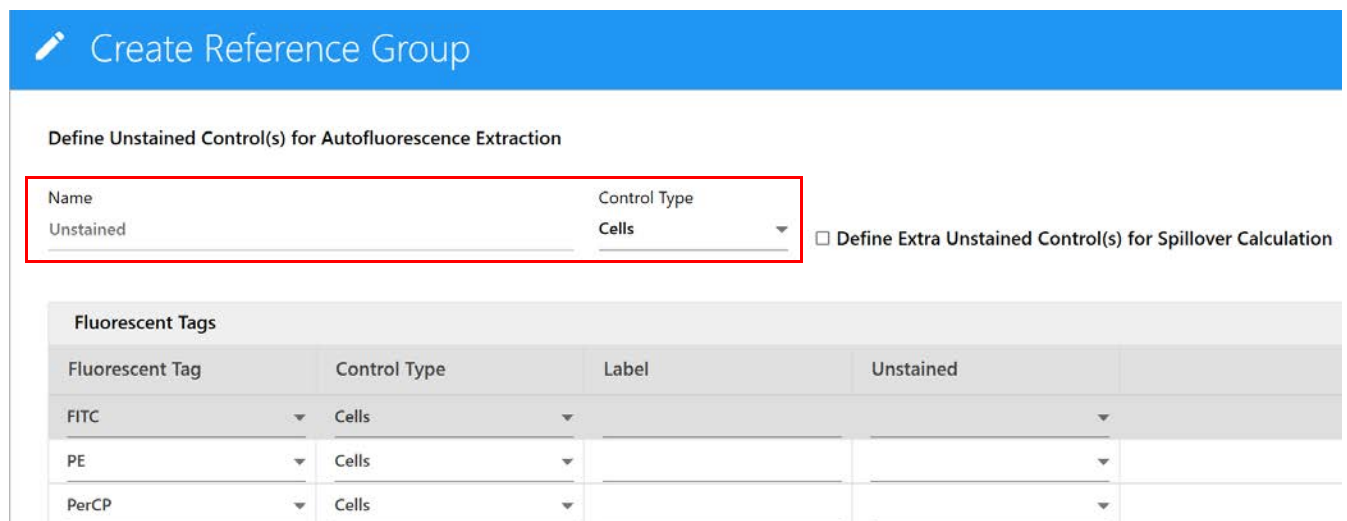 Create Reference Group
Define Unstained Control(s) for Autofluorescence Extraction
Name Control Type
Unstained Cells
Define Extra Unstained Control(s) for Spillover Calculation
Fluorescent Tags
Fluorescent Tag Control Type Label Unstained
FITC Cells
PE Cells
PerCP Cells